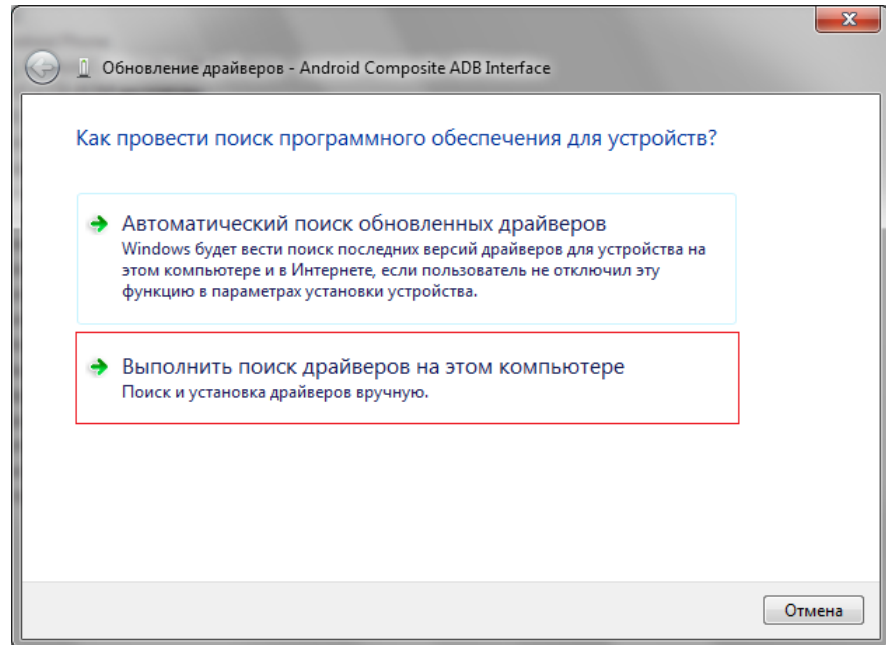 Обновление драйверов - Android Composite ADB Interface
Как провести поиск программного обеспечения для устройств?
Автоматический поиск обновленных драйверов
Windows будет вести поиск последних версий драйверов для устройства на
этом компьютере и в Интернете, если пользователь не отключил эту
функцию в параметрах установки устройства.
Выполнить поиск драйверов на этом компьютере
Поиск и установка драйверов вручную.
Отмена